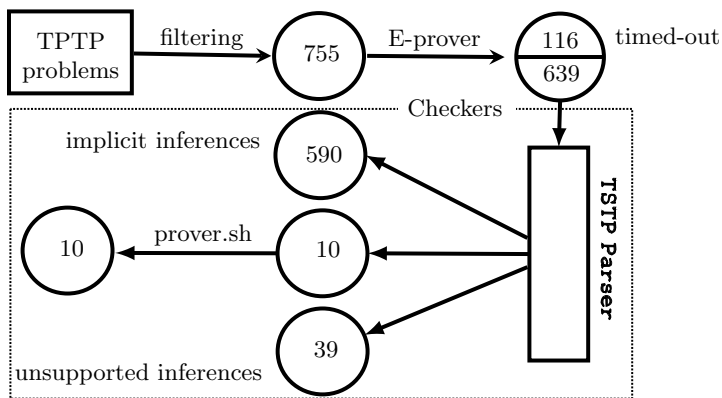 TPTP
problems
filtering
755
E-prover
116
639
timed-out
Checkers
implicit inferences
590
TSTP Parser
10
prover.sh
10
39
unsupported inferences